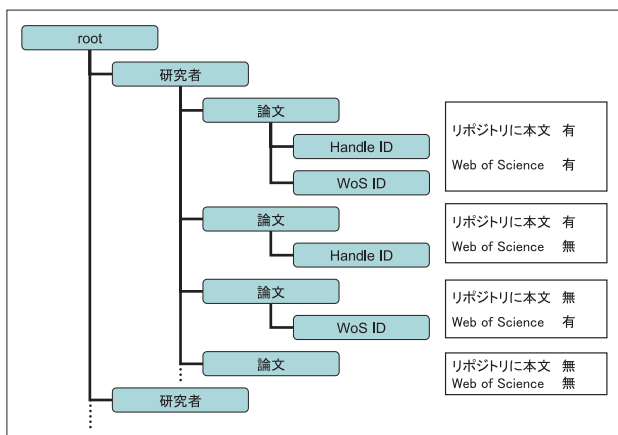 root
研究者
論文
Handle ID
WoS ID
リポジトリに本文 有
Web of Science 有
論文
Handle ID
リポジトリに本文 有
Web of Science 無
論文
WoS ID
リポジトリに本文 無
Web of Science 有
論文
リポジトリに本文 無
Web of Science 無
研究者